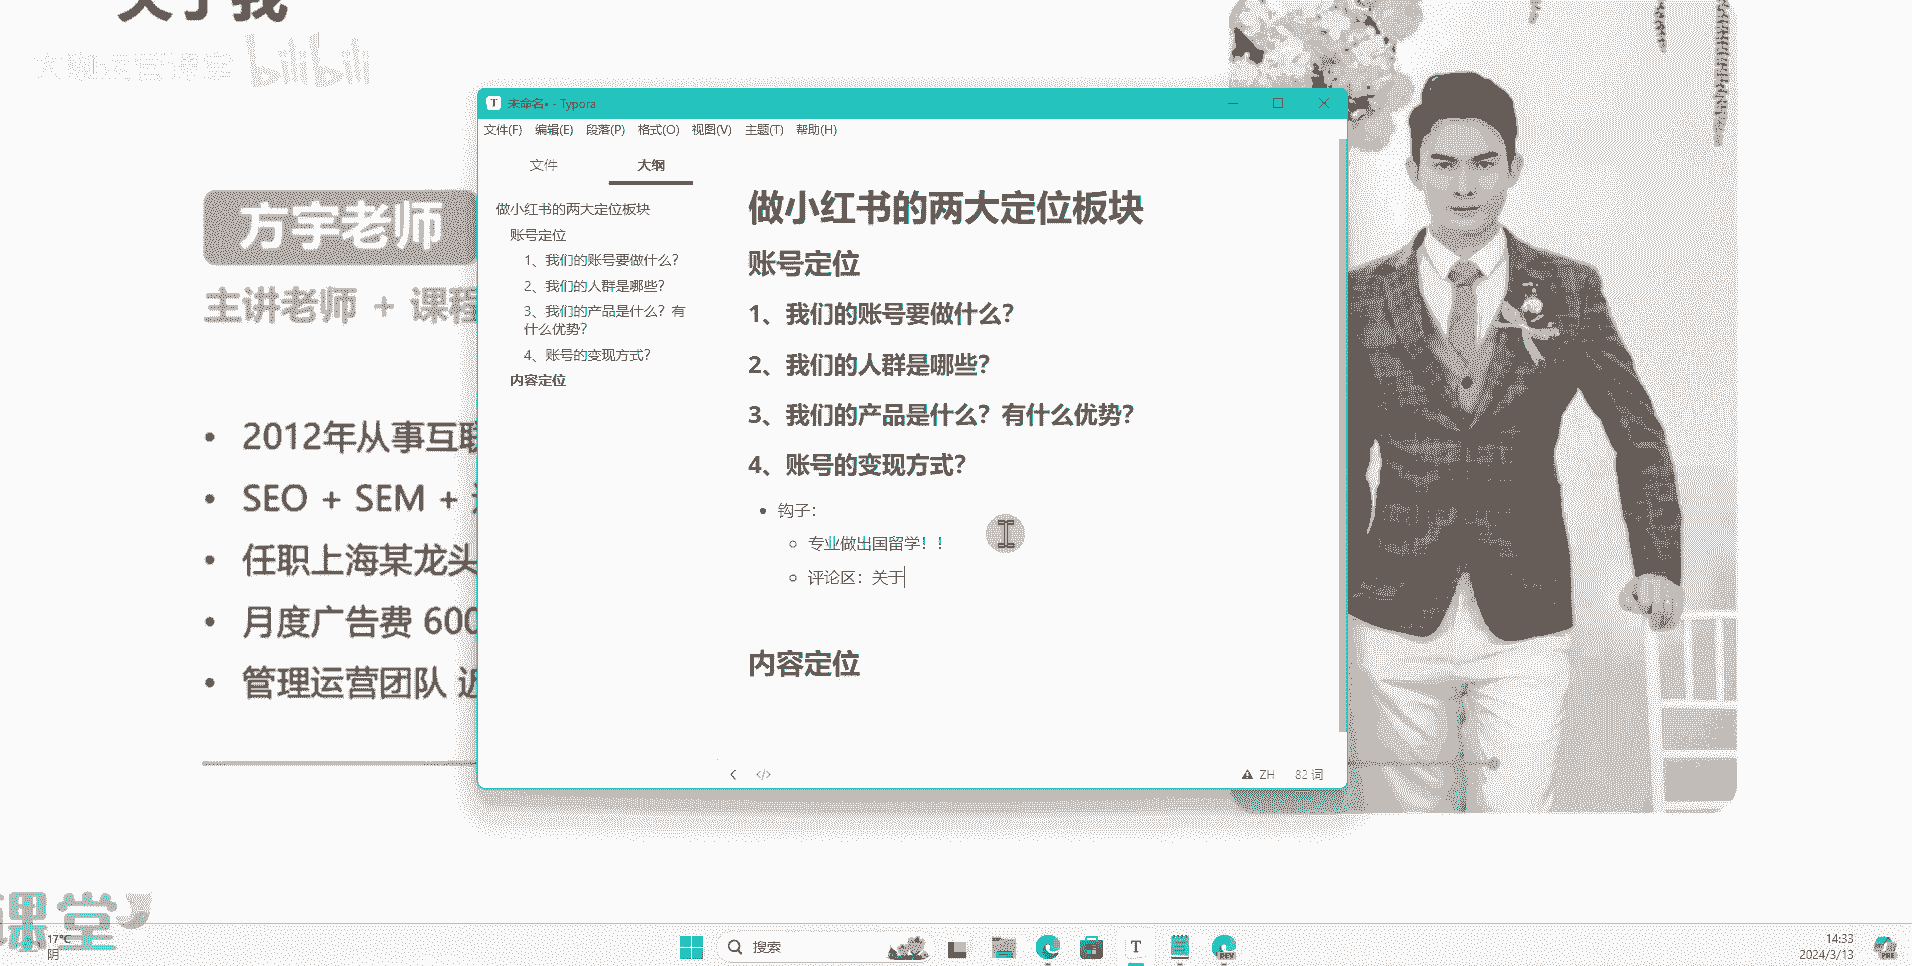 关于我
大咖运营课堂 bilibili
方宇老师
主讲老师 + 课程
2012年从事互联
SEO + SEM +
任职上海某龙头
月度广告费 600
管理运营团队 近
未命名• - Typora
文件(F) 编辑(E) 段落(P) 格式(O) 视图(V) 主题(T) 帮助(H)
文件 大纲
做小红书的两大定位板块
账号定位
1、我们的账号要做什么？
2、我们的人群是哪些？
3、我们的产品是什么？有
什么优势？
4、账号的变现方式？
内容定位
做小红书的两大定位板块
账号定位
1、我们的账号要做什么？
2、我们的人群是哪些？
3、我们的产品是什么？有什么优势？
4、账号的变现方式？
钩子：
专业做出国留学！！
评论区：关于
内容定位
ZH 82 词
课堂
17°C
阴
搜索
14:33
2024/3/13